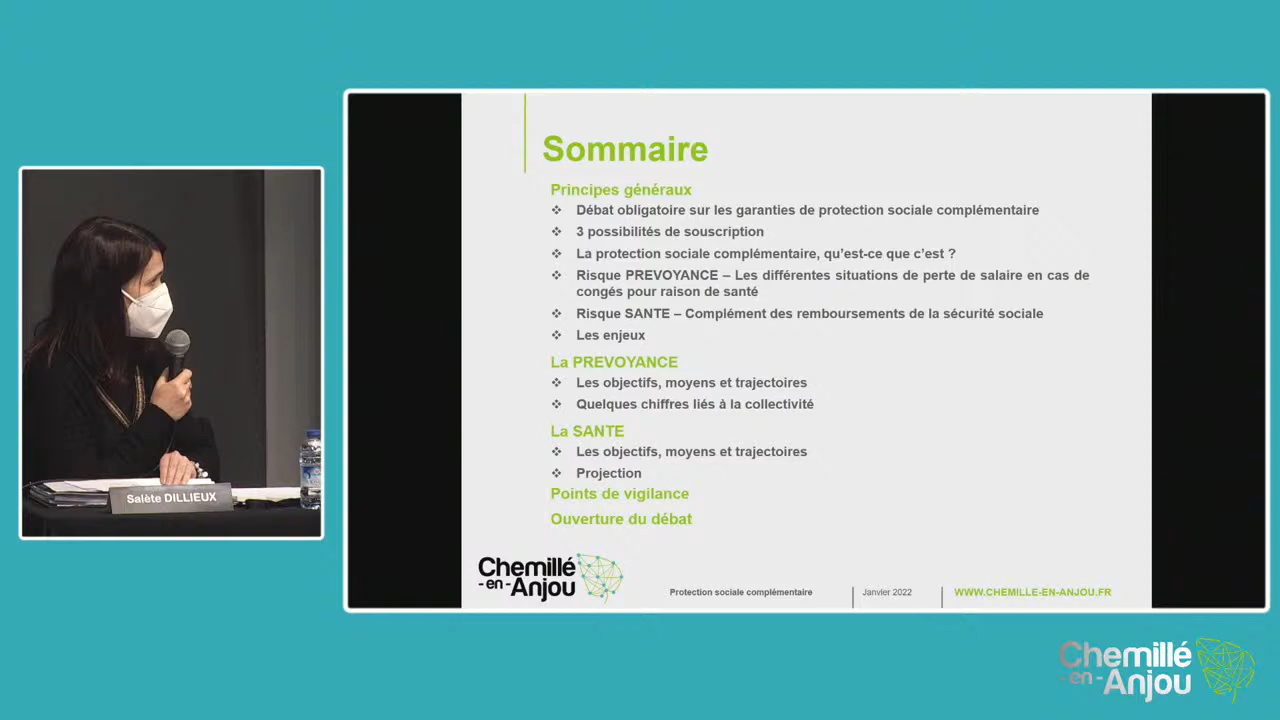 Sommaire
Principes généraux
❖ Débat obligatoire sur les garanties de protection sociale complémentaire
❖ 3 possibilités de souscription
❖ La protection sociale complémentaire, qu’est-ce que c’est ?
❖ Risque PREVOYANCE – Les différentes situations de perte de salaire en cas de
congés pour raison de santé
❖ Risque SANTE – Complément des remboursements de la sécurité sociale
❖ Les enjeux
La PREVOYANCE
❖ Les objectifs, moyens et trajectoires
❖ Quelques chiffres liés à la collectivité
La SANTE
❖ Les objectifs, moyens et trajectoires
❖ Projection
Points de vigilance
Ouverture du débat
Chemillé
-en-Anjou
Protection sociale complémentaire
Janvier 2022
WWW.CHEMILLE-EN-ANJOU.FR
Salète DILLIEUX
Chemillé
-en-Anjou